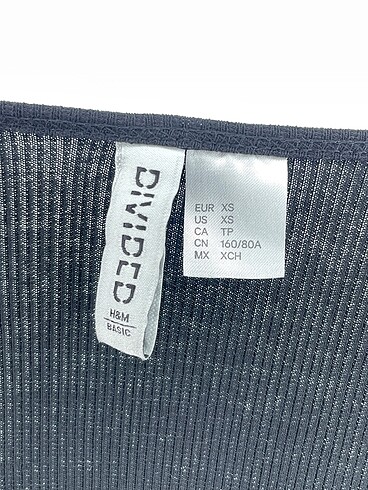 DIVIDED
H&M
BASIC
EUR XS
US XS
CA TP
CN 160/80A
MX XCH